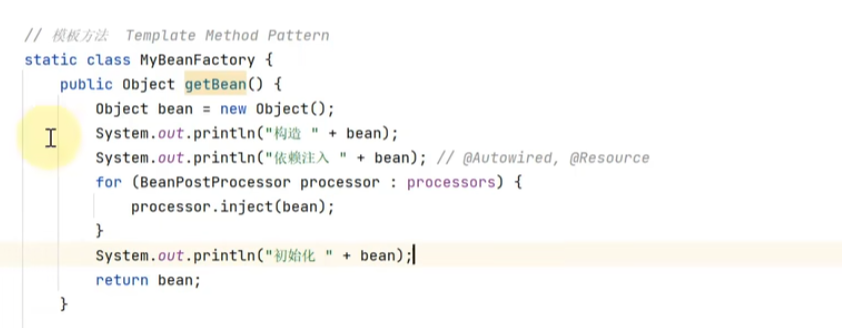 // 模板方法  Template Method Pattern
static class MyBeanFactory {
    public Object getBean() {
        Object bean = new Object();
        System.out.println("构造 " + bean);
        System.out.println("依赖注入 " + bean); // @Autowired, @Resource
        for (BeanPostProcessor processor : processors) {
            processor.inject(bean);
        }
        System.out.println("初始化 " + bean);
        return bean;
    }